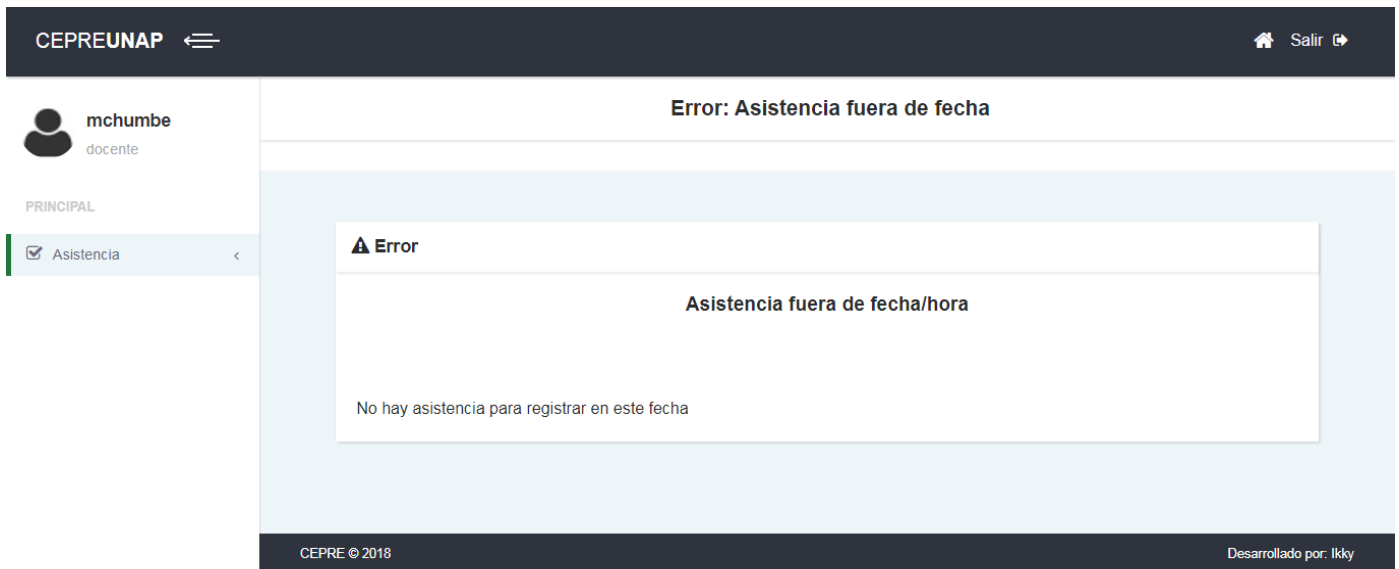 CEPREUNAP
Salir
mchumbe
docente
PRINCIPAL
Asistencia
Error: Asistencia fuera de fecha
Error
Asistencia fuera de fecha/hora
No hay asistencia para registrar en este fecha
CEPRE © 2018
Desarrollado por: Ikky